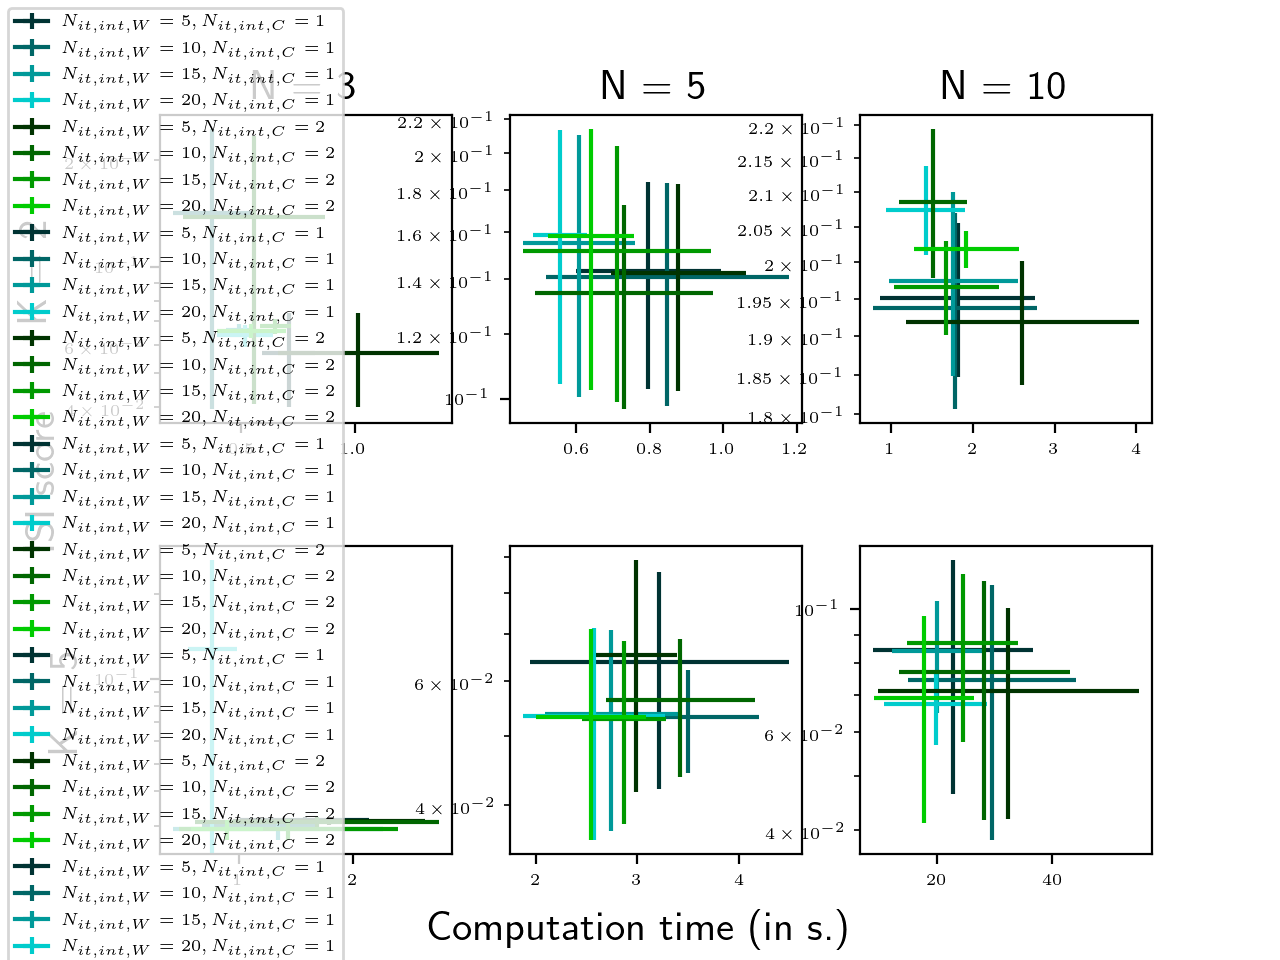 N = 3
N = 5
N = 10
K = 2
K = 5
SI score
N_{it,int,W} = 5, N_{it,int,C} = 1
N_{it,int,W} = 10, N_{it,int,C} = 1
N_{it,int,W} = 15, N_{it,int,C} = 1
N_{it,int,W} = 20, N_{it,int,C} = 1
N_{it,int,W} = 5, N_{it,int,C} = 2
N_{it,int,W} = 10, N_{it,int,C} = 2
N_{it,int,W} = 15, N_{it,int,C} = 2
N_{it,int,W} = 20, N_{it,int,C} = 2
N_{it,int,W} = 5, N_{it,int,C} = 1
N_{it,int,W} = 10, N_{it,int,C} = 1
N_{it,int,W} = 15, N_{it,int,C} = 1
N_{it,int,W} = 20, N_{it,int,C} = 1
N_{it,int,W} = 5, N_{it,int,C} = 2
N_{it,int,W} = 10, N_{it,int,C} = 2
N_{it,int,W} = 15, N_{it,int,C} = 2
N_{it,int,W} = 20, N_{it,int,C} = 2
N_{it,int,W} = 5, N_{it,int,C} = 1
N_{it,int,W} = 10, N_{it,int,C} = 1
N_{it,int,W} = 15, N_{it,int,C} = 1
N_{it,int,W} = 20, N_{it,int,C} = 1
N_{it,int,W} = 5, N_{it,int,C} = 2
N_{it,int,W} = 10, N_{it,int,C} = 2
N_{it,int,W} = 15, N_{it,int,C} = 2
N_{it,int,W} = 20, N_{it,int,C} = 2
N_{it,int,W} = 5, N_{it,int,C} = 1
N_{it,int,W} = 10, N_{it,int,C} = 1
N_{it,int,W} = 15, N_{it,int,C} = 1
N_{it,int,W} = 20, N_{it,int,C} = 1
N_{it,int,W} = 5, N_{it,int,C} = 2
N_{it,int,W} = 10, N_{it,int,C} = 2
N_{it,int,W} = 15, N_{it,int,C} = 2
N_{it,int,W} = 20, N_{it,int,C} = 2
N_{it,int,W} = 5, N_{it,int,C} = 1
N_{it,int,W} = 10, N_{it,int,C} = 1
N_{it,int,W} = 15, N_{it,int,C} = 1
N_{it,int,W} = 20, N_{it,int,C} = 1
1.0
2.2 × 10⁻¹
2 × 10⁻¹
1.8 × 10⁻¹
1.6 × 10⁻¹
1.4 × 10⁻¹
1.2 × 10⁻¹
10⁻¹
0.6 0.8 1.0 1.2
2.2 × 10⁻¹
2.15 × 10⁻¹
2.1 × 10⁻¹
2.05 × 10⁻¹
2 × 10⁻¹
1.95 × 10⁻¹
1.9 × 10⁻¹
1.85 × 10⁻¹
1.8 × 10⁻¹
1 2 3 4
10⁻¹
1 2
6 × 10⁻²
4 × 10⁻²
2 3 4
10⁻¹
6 × 10⁻²
4 × 10⁻²
20 40
Computation time (in s.)